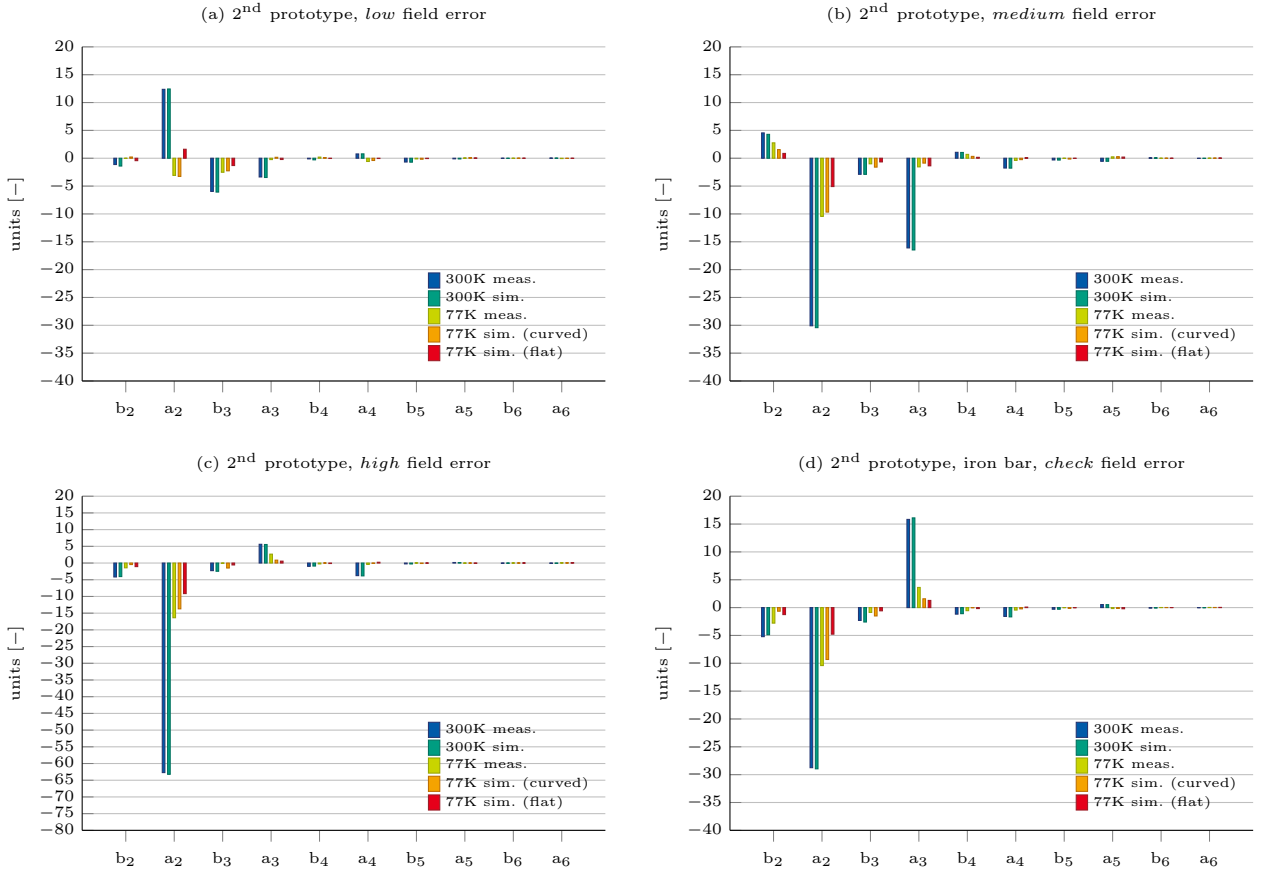 (a) 2nd prototype, low field error
units [−]
20
15
10
5
0
−5
−10
−15
−20
−25
−30
−35
−40
300K meas.
300K sim.
77K meas.
77K sim. (curved)
77K sim. (flat)
b2 a2 b3 a3 b4 a4 b5 a5 b6 a6
(b) 2nd prototype, medium field error
units [−]
20
15
10
5
0
−5
−10
−15
−20
−25
−30
−35
−40
300K meas.
300K sim.
77K meas.
77K sim. (curved)
77K sim. (flat)
b2 a2 b3 a3 b4 a4 b5 a5 b6 a6
(c) 2nd prototype, high field error
units [−]
20
15
10
5
0
−5
−10
−15
−20
−25
−30
−35
−40
−45
−50
−55
−60
−65
−70
−75
−80
300K meas.
300K sim.
77K meas.
77K sim. (curved)
77K sim. (flat)
b2 a2 b3 a3 b4 a4 b5 a5 b6 a6
(d) 2nd prototype, iron bar, check field error
units [−]
20
15
10
5
0
−5
−10
−15
−20
−25
−30
−35
−40
300K meas.
300K sim.
77K meas.
77K sim. (curved)
77K sim. (flat)
b2 a2 b3 a3 b4 a4 b5 a5 b6 a6